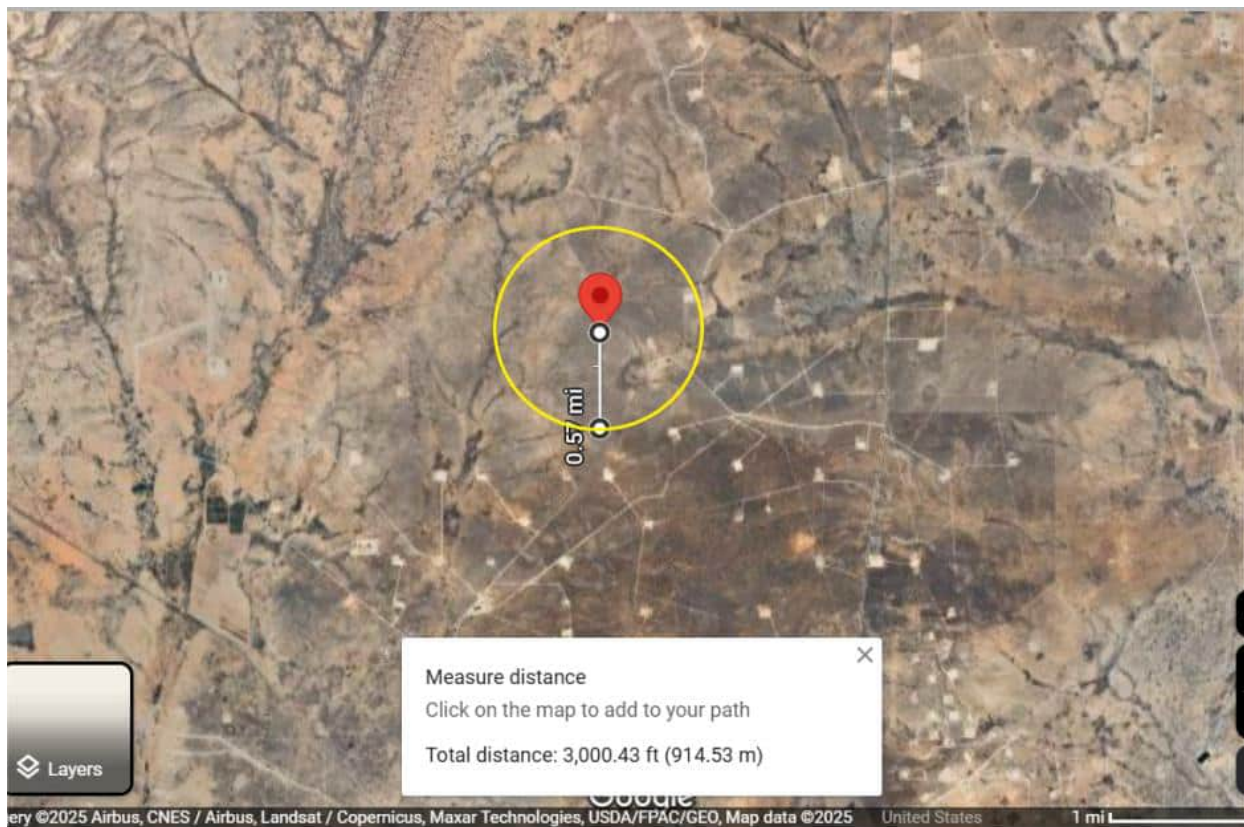 0.57 mi
Measure distance
Click on the map to add to your path
Total distance: 3,000.43 ft (914.53 m)
Layers
Google
ery ©2025 Airbus, CNES / Airbus, Landsat / Copernicus, Maxar Technologies, USDA/FPAC/GEO, Map data ©2025 United States 1 mi